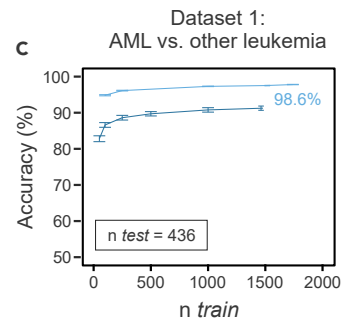 Dataset 1:
AML vs. other leukemia
C
Accuracy (%)
100
90
80
70
60
50
98.6%
n test = 436
0
500
1000
1500
2000
n train